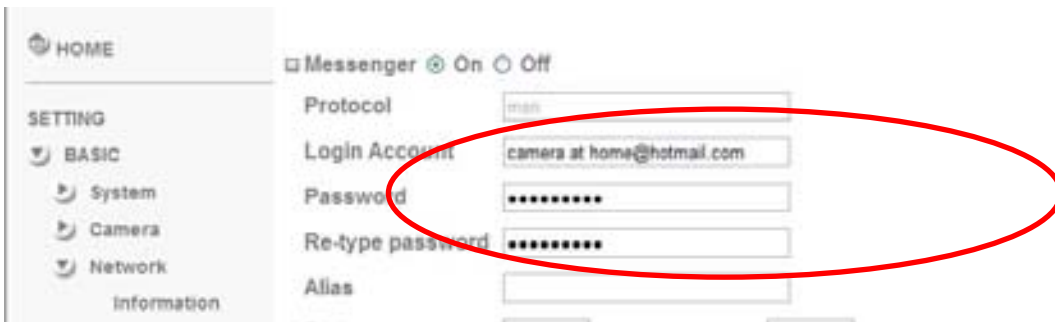 HOME
SETTING
BASIC
System
Camera
Network
Information
Messenger On Off
Protocol msn
Login Account camera at home@hotmail.com
Password •••••••••
Re-type password •••••••••
Alias